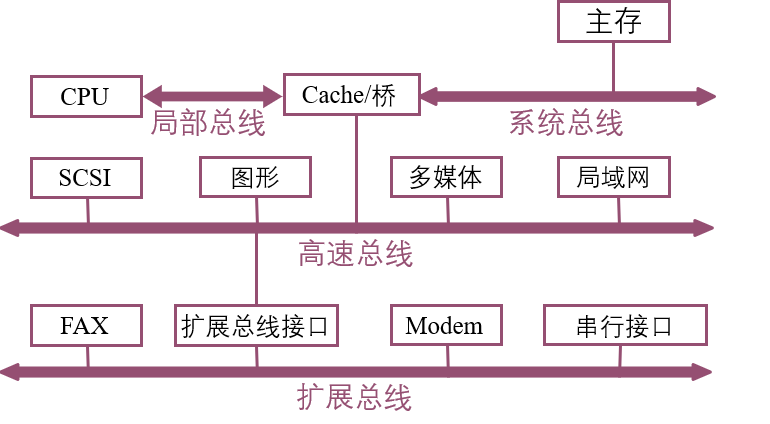 主存
CPU
Cache/桥
局部总线
系统总线
SCSI
图形
多媒体
局域网
高速总线
FAX
扩展总线接口
Modem
串行接口
扩展总线